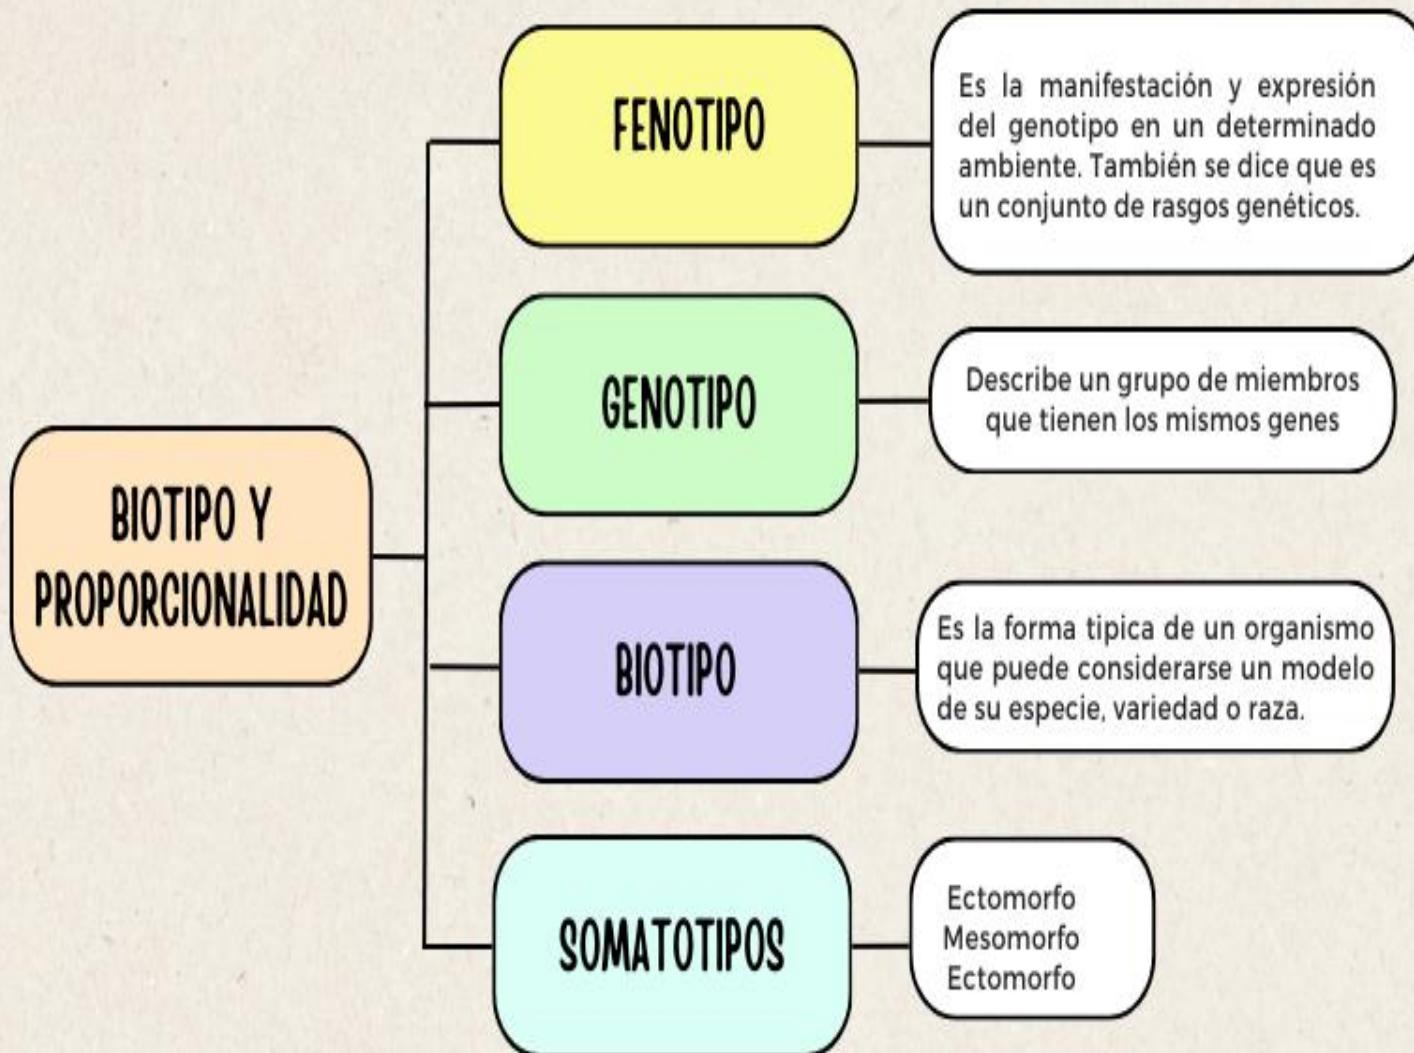 FENOTIPO
Es la manifestación y expresión
del genotipo en un determinado
ambiente. También se dice que es
un conjunto de rasgos genéticos.
GENOTIPO
Describe un grupo de miembros
que tienen los mismos genes
BIOTIPO Y
PROPORCIONALIDAD
BIOTIPO
Es la forma tipica de un organismo
que puede considerarse un modelo
de su especie, variedad o raza.
SOMATOTIPOS
Ectomorfo
Mesomorfo
Ectomorfo